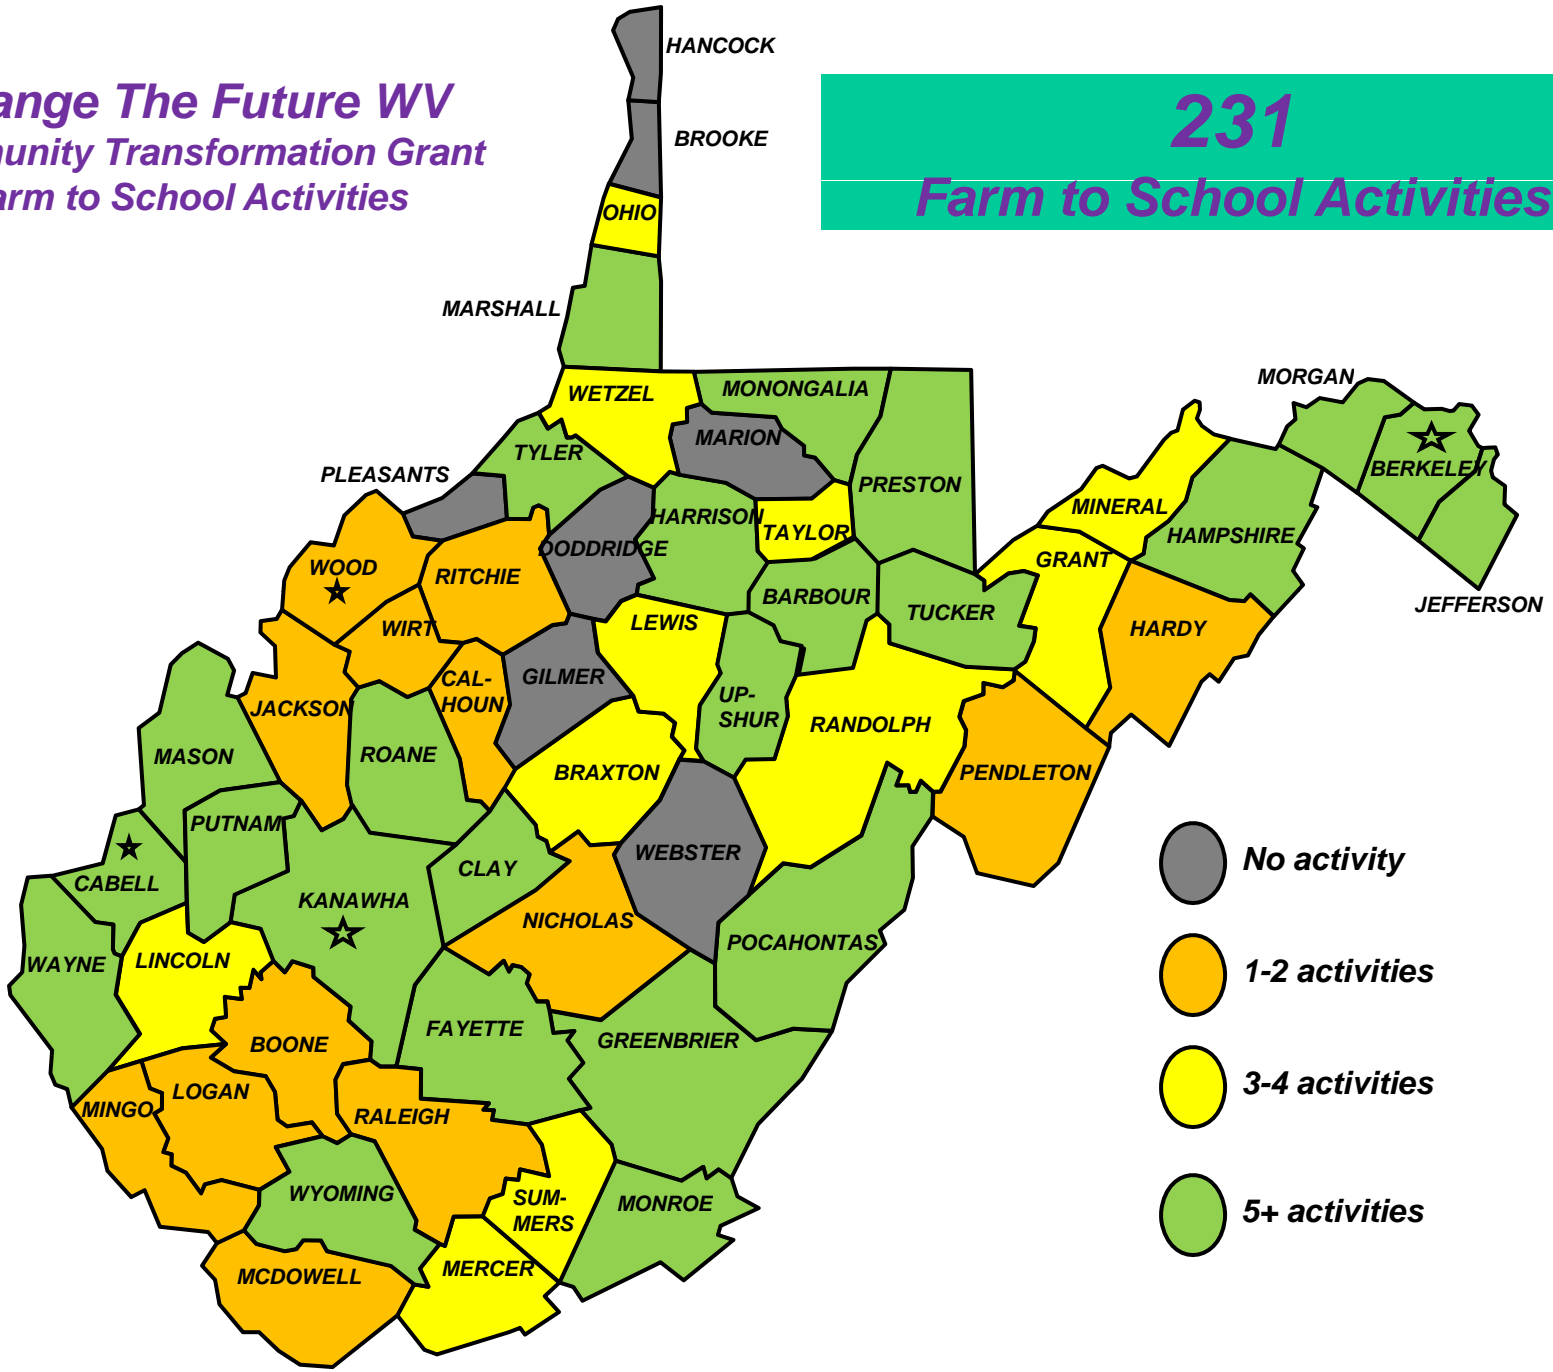 ange The Future WV
unity Transformation Grant
arm to School Activities
231
Farm to School Activities
HANCOCK
BROOKE
OHIO
MARSHALL
WETZEL
MONONGALIA
MORGAN
MARION
TYLER
PLEASANTS
BERKELEY
PRESTON
MINERAL
HARRISON
TAYLOR
HAMPSHIRE
DODDRIDGE
GRANT
WOOD
RITCHIE
BARBOUR
JEFFERSON
TUCKER
LEWIS
WIRT
HARDY
GILMER
CAL-
HOUN
UP-
SHUR
JACKSON
RANDOLPH
MASON
ROANE
BRAXTON
PENDLETON
PUTNAM
WEBSTER
No activity
CLAY
CABELL
KANAWHA
NICHOLAS
POCAHONTAS
WAYNE
LINCOLN
1-2 activities
FAYETTE
GREENBRIER
BOONE
3-4 activities
LOGAN
MINGO
RALEIGH
WYOMING
SUM-
MERS
MONROE
5+ activities
MERCER
MCDOWELL